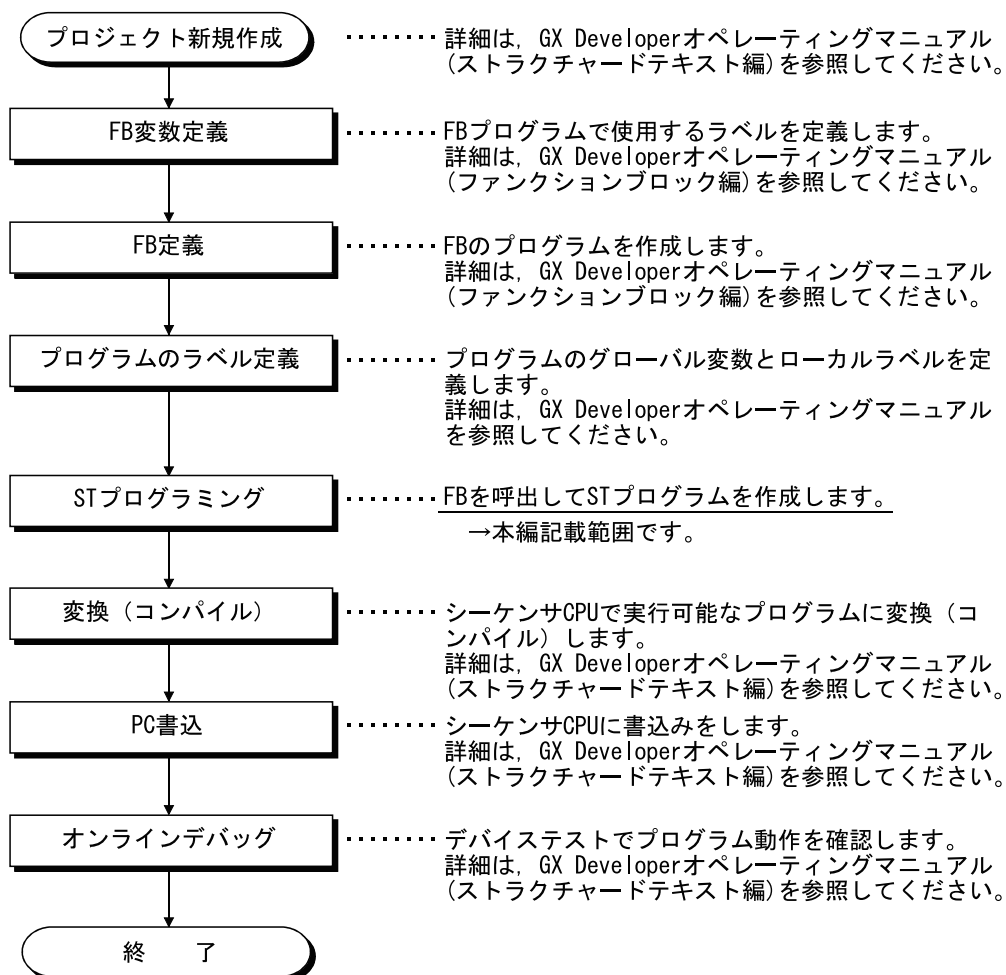 プロジェクト新規作成
········詳細は, GX Developerオペレーティングマニュアル
(ストラクチャードテキスト編)を参照してください。
FB変数定義
········FBプログラムで使用するラベルを定義します。
詳細は, GX Developerオペレーティングマニュアル
(ファンクションブロック編)を参照してください。
FB定義
········FBのプログラムを作成します。
詳細は, GX Developerオペレーティングマニュアル
(ファンクションブロック編)を参照してください。
プログラムのラベル定義
········プログラムのグローバル変数とローカルラベルを定
義します。
詳細は, GX Developerオペレーティングマニュアル
を参照してください。
STプログラミング
········FBを呼出してSTプログラムを作成します。
→本編記載範囲です。
変換（コンパイル）
········シーケンサCPUで実行可能なプログラムに変換（コ
ンパイル）します。
詳細は, GX Developerオペレーティングマニュアル
(ストラクチャードテキスト編)を参照してください。
PC書込
········シーケンサCPUに書込みをします。
詳細は, GX Developerオペレーティングマニュアル
(ストラクチャードテキスト編)を参照してください。
オンラインデバッグ
········デバイステストでプログラム動作を確認します。
詳細は, GX Developerオペレーティングマニュアル
(ストラクチャードテキスト編)を参照してください。
終　了